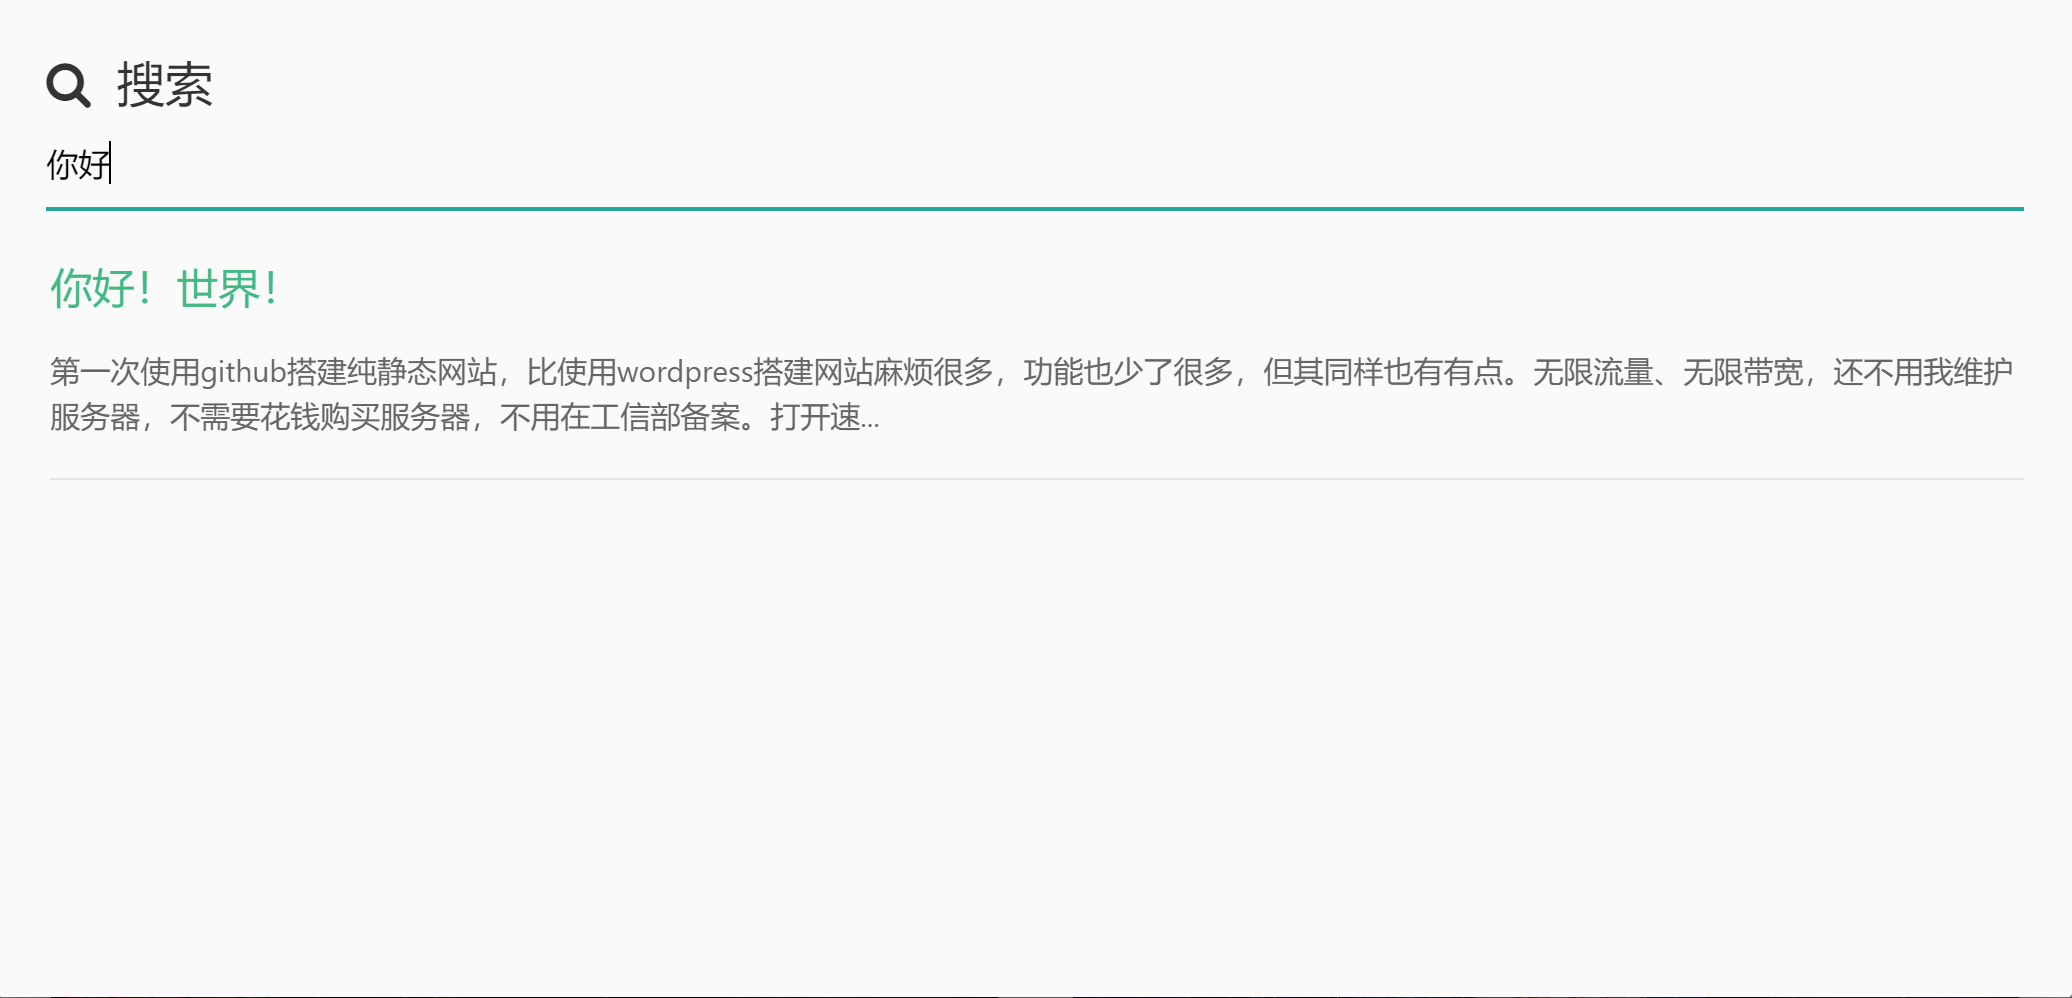 搜索
你好
你好！世界！
第一次使用github搭建纯静态网站，比使用wordpress搭建网站麻烦很多，功能也少了很多，但其同样也有有点。无限流量、无限带宽，还不用我维护
服务器，不需要花钱购买服务器，不用在工信部备案。打开速...